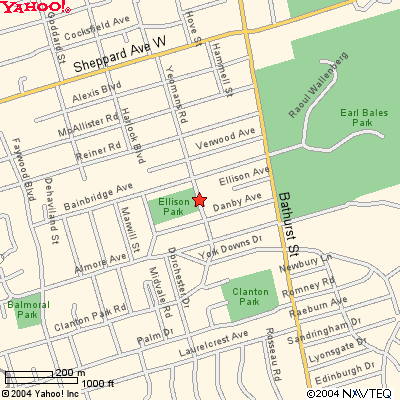 YAHOO!
Goddard St
Cocksfield Ave
Hove St
Hammell St
Sheppard Ave W
Alexis Blvd
Yeomans Rd
Raoul Wallenberg
McAllister Rd
Harlock Blvd
Verwood Ave
Earl Bales
Park
Reiner Rd
Faywood Blvd
Dehaviland St
Bainbridge Ave
Ellison Ave
Ellison
Park
Danby Ave
Bathurst St
Manwill St
York Downs Dr
Almore Ave
Newbury Ln
Midvale Rd
Dorchester Dr
Romney Rd
Balmoral
Park
Clanton
Park
Raeburn Ave
Clanton Park Rd
Palm Dr
Laurelcrest Ave
Sandringham Dr
Rosseau Rd
Lyonsgate Dr
Edinburgh Dr
200 m
1000 ft
©2004 Yahoo! Inc
©2004 NAVTEQ